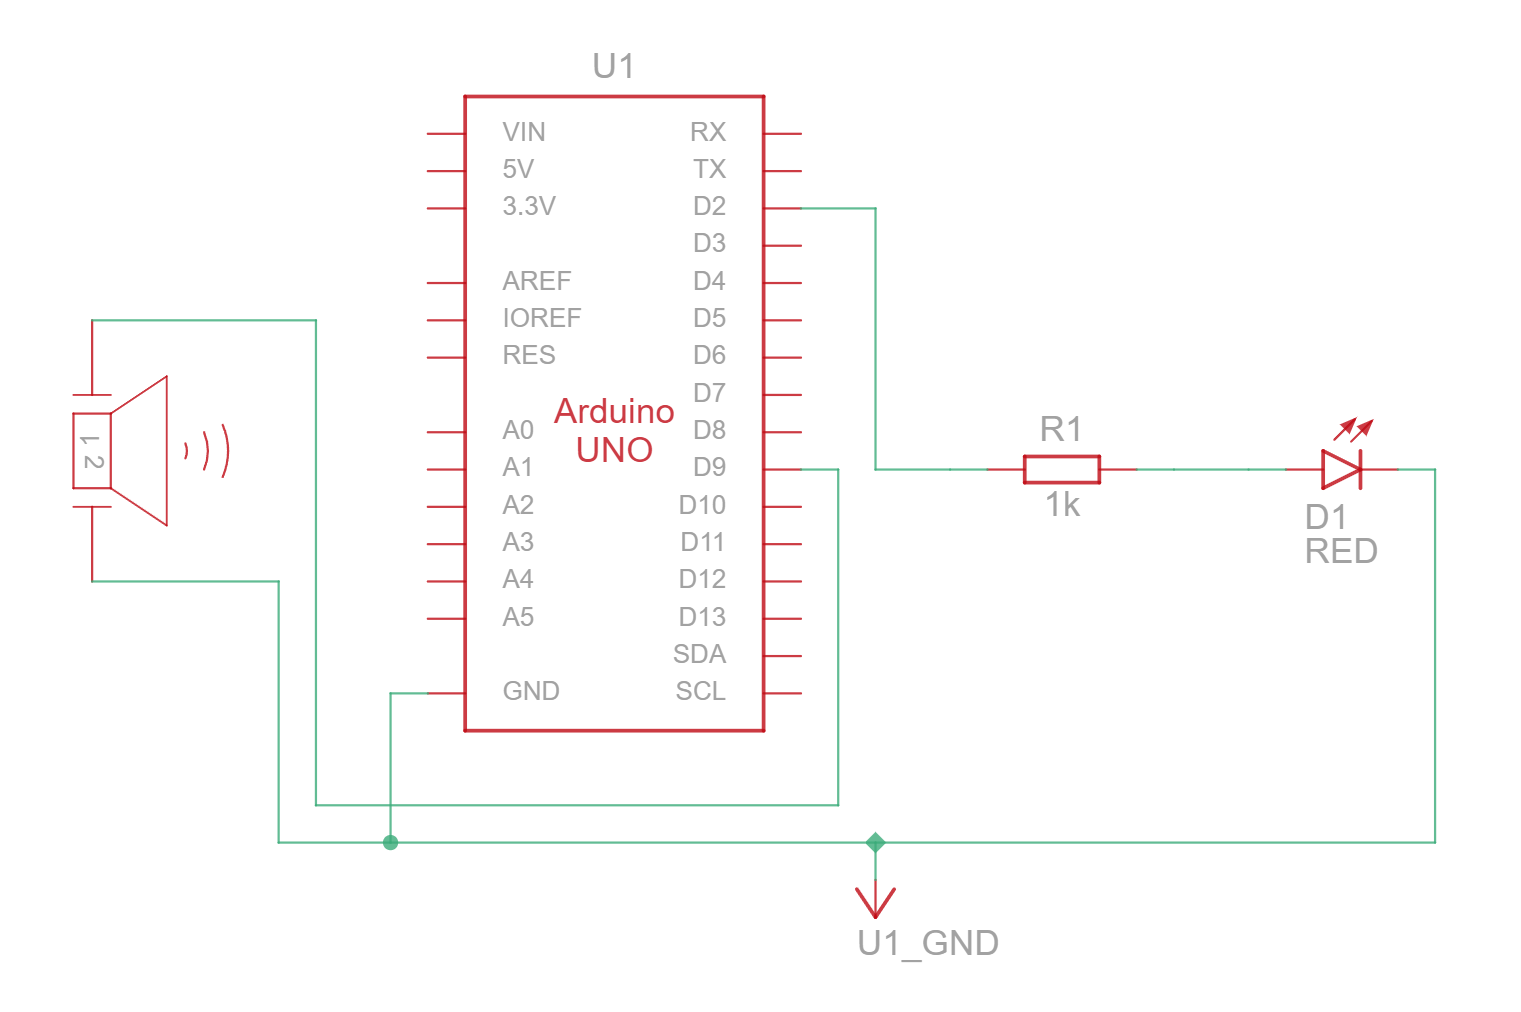 U1
VIN
5V
3.3V
AREF
IOREF
RES
A0
A1
A2
A3
A4
A5
GND
Arduino
UNO
RX
TX
D2
D3
D4
D5
D6
D7
D8
D9
D10
D11
D12
D13
SDA
SCL
1
2
R1
1k
D1
RED
U1_GND